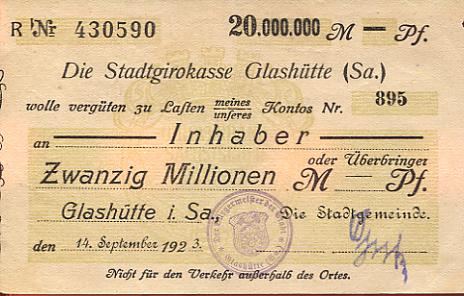 R Nr 430590 20.000.000 M — Pf.
Die Stadtgirokasse Glashütte (Sa.)
wolle vergüten zu Lasten meines unseres Kontos Nr. 895
an Inhaber
oder Überbringer
Zwanzig Millionen M — Pf.
Glashütte i. Sa., Die Stadtgemeinde.
den 14. September 1923.
Nicht für den Verkehr außerhalb des Ortes.